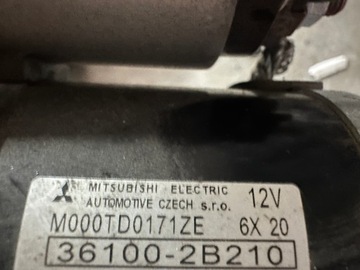 MITSUBISHI ELECTRIC
AUTOMOTIVE CZECH s.r.o. 12V
M000TD0171ZE 6X 20
36100-2B210